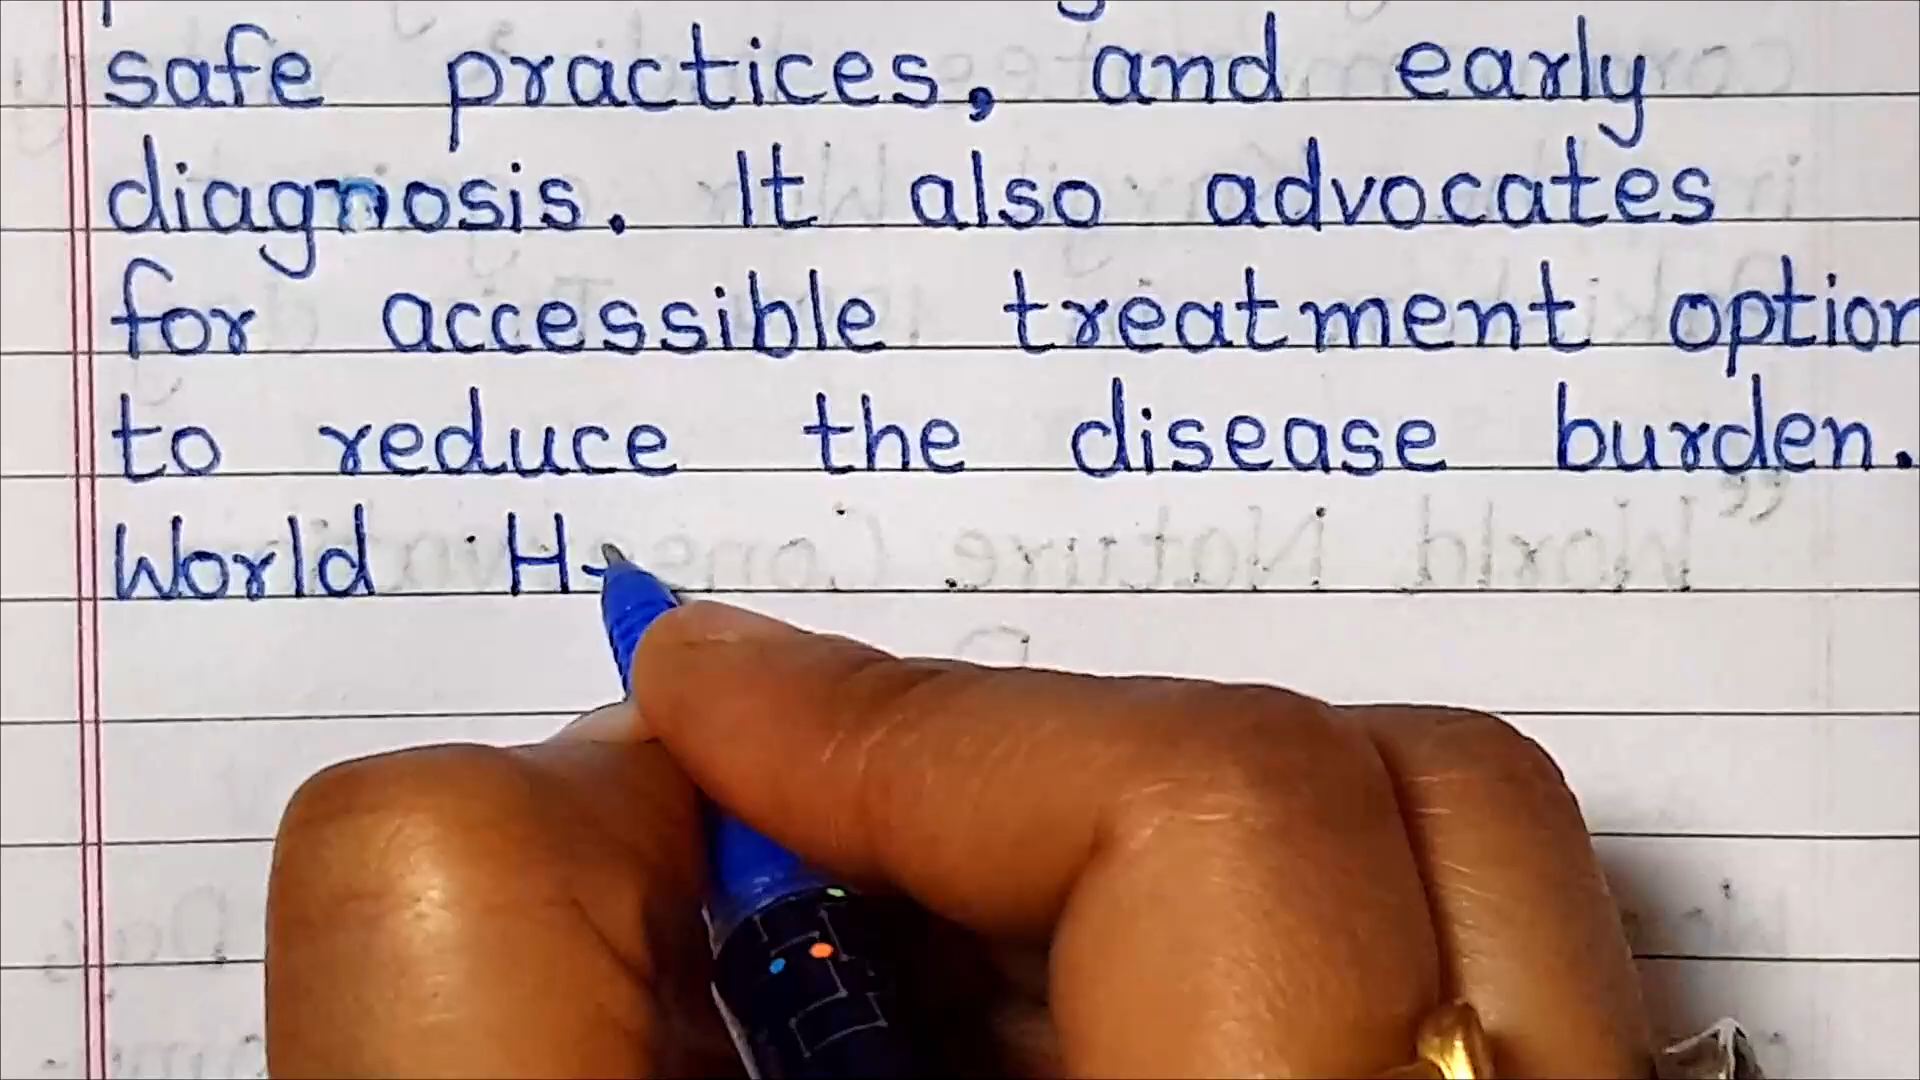 safe practices, and early
diagnosis. It also advocates
for accessible treatment option
to reduce the disease burden.
World H